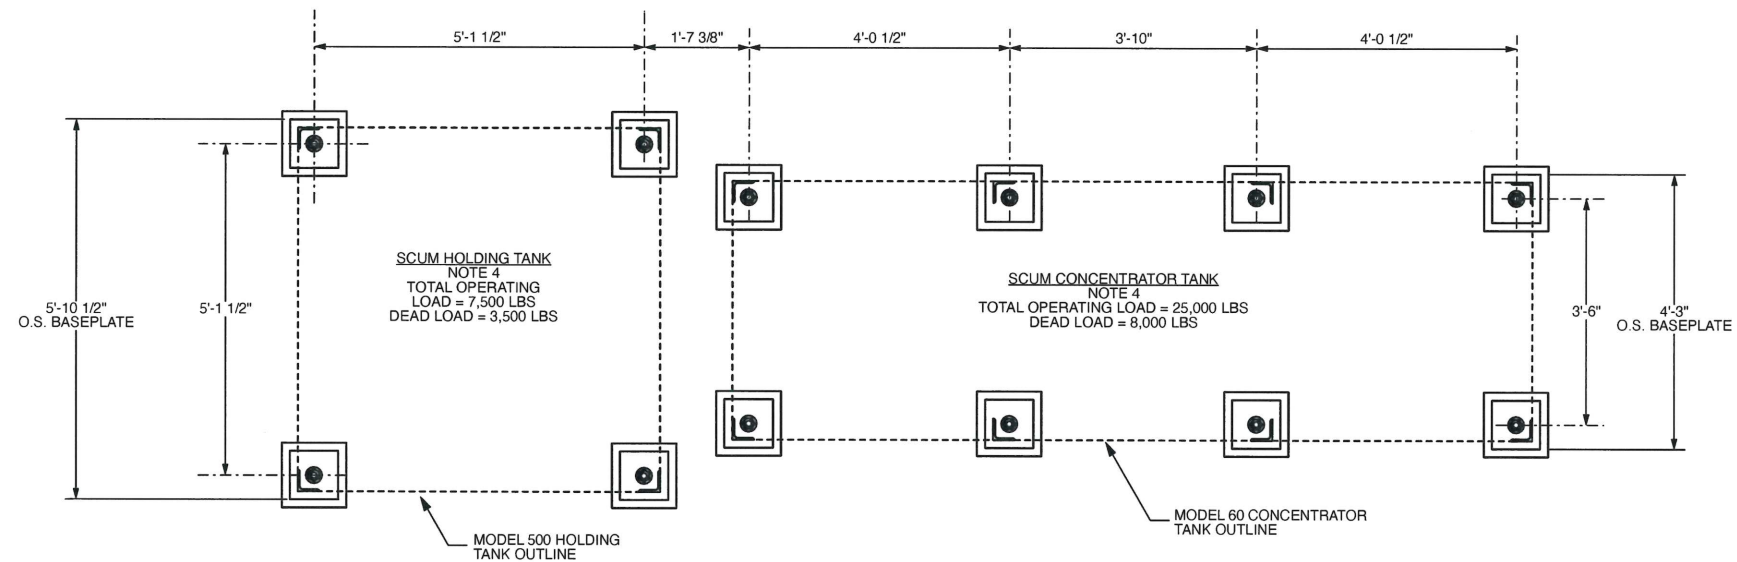 5'-1 1/2"
1'-7 3/8"
4'-0 1/2"
3'-10"
4'-0 1/2"
SCUM HOLDING TANK
NOTE 4
TOTAL OPERATING
LOAD = 7,500 LBS
DEAD LOAD = 3,500 LBS
5'-10 1/2"
O.S. BASEPLATE
5'-1 1/2"
SCUM CONCENTRATOR TANK
NOTE 4
TOTAL OPERATING LOAD = 25,000 LBS
DEAD LOAD = 8,000 LBS
3'-6"
4'-3"
O.S. BASEPLATE
MODEL 500 HOLDING
TANK OUTLINE
MODEL 60 CONCENTRATOR
TANK OUTLINE